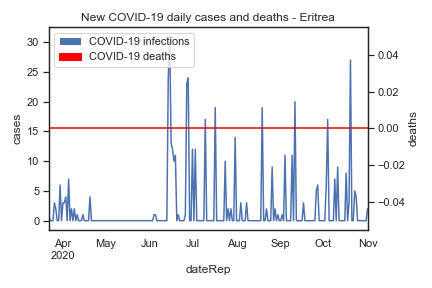 New COVID-19 daily cases and deaths - Eritrea
COVID-19 infections
COVID-19 deaths
30
25
20
15
10
5
0
cases
0.04
0.02
0.00
−0.02
−0.04
deaths
Apr May Jun Jul Aug Sep Oct Nov
2020
dateRep